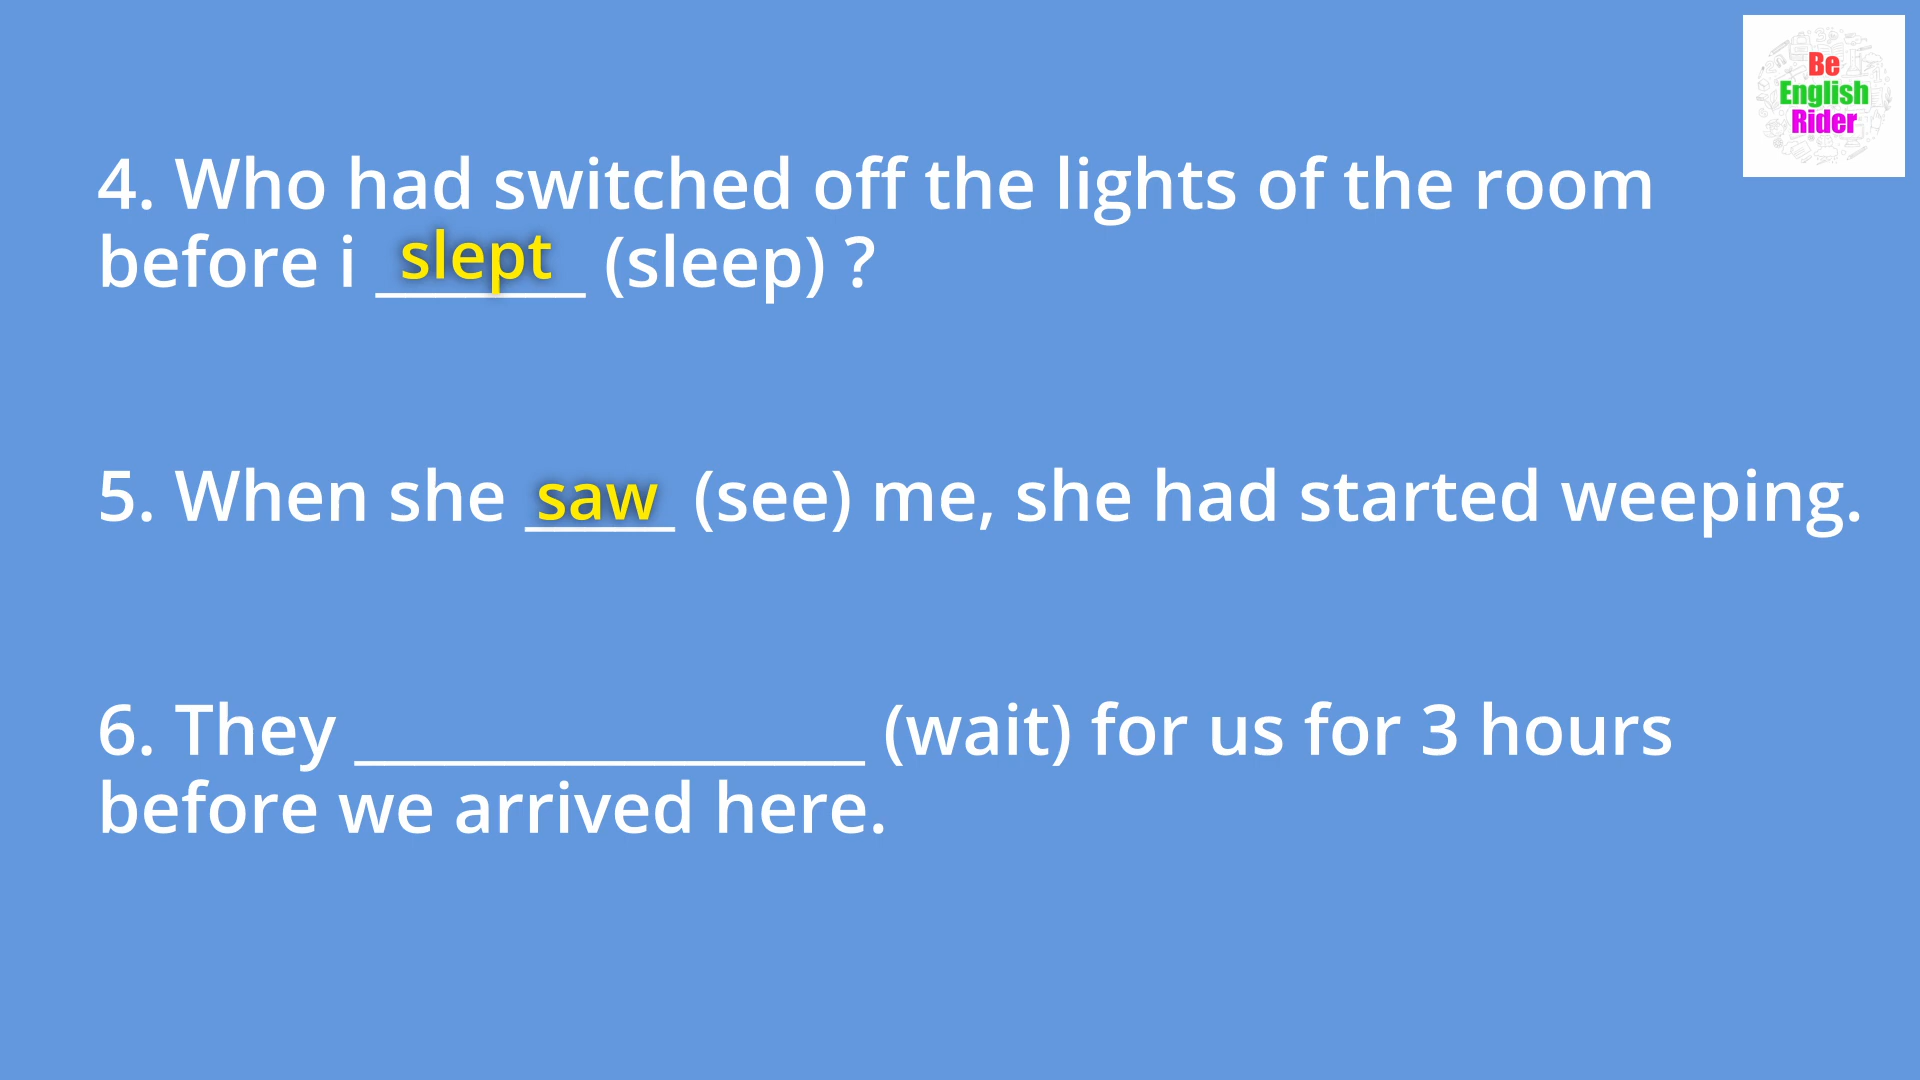 Be
English
Rider
4. Who had switched off the lights of the room
before i slept (sleep) ?
5. When she saw (see) me, she had started weeping.
6. They _________________ (wait) for us for 3 hours
before we arrived here.